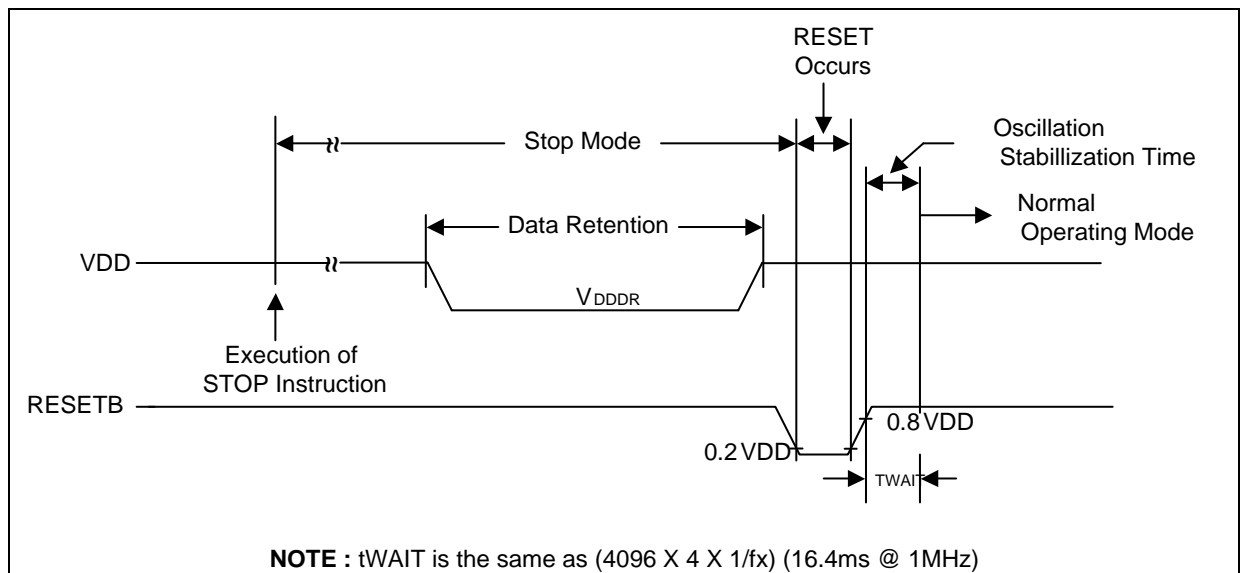 RESET
Occurs
Oscillation
Stabillization Time
Stop Mode
Normal
Operating Mode
Data Retention
VDD
VDDDR
Execution of
STOP Instruction
RESETB
0.8 VDD
0.2 VDD
TWAIT
NOTE : tWAIT is the same as (4096 X 4 X 1/fx) (16.4ms @ 1MHz)